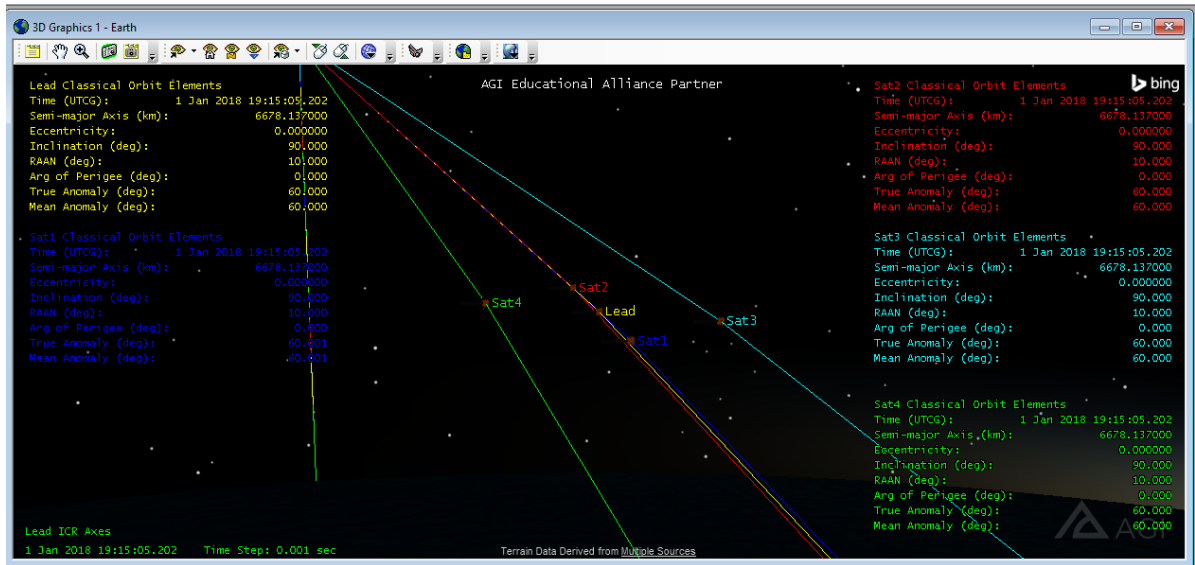 3D Graphics 1 - Earth
AGI Educational Alliance Partner
bing
Lead Classical Orbit Elements
Time (UTCG): 1 Jan 2018 19:15:05.202
Semi-major Axis (km): 6678.137000
Eccentricity: 0.000000
Inclination (deg): 90.000
RAAN (deg): 10.000
Arg of Perigee (deg): 0.000
True Anomaly (deg): 60.000
Mean Anomaly (deg): 60.000
Sat1 Classical Orbit Elements
Time (UTCG): 1 Jan 2018 19:15:05.202
Semi-major Axis (km): 6678.137000
Eccentricity: 0.000000
Inclination (deg): 90.000
RAAN (deg): 10.000
Arg of Perigee (deg): 0.000
True Anomaly (deg): 60.001
Mean Anomaly (deg): 60.001
Sat2
Sat4
Lead
Sat3
Sat1
Sat2 Classical Orbit Elements
Time (UTCG): 1 Jan 2018 19:15:05.202
Semi-major Axis (km): 6678.137000
Eccentricity: 0.000000
Inclination (deg): 90.000
RAAN (deg): 10.000
Arg of Perigee (deg): 0.000
True Anomaly (deg): 60.000
Mean Anomaly (deg): 60.000
Sat3 Classical Orbit Elements
Time (UTCG): 1 Jan 2018 19:15:05.202
Semi-major Axis (km): 6678.137000
Eccentricity: 0.000000
Inclination (deg): 90.000
RAAN (deg): 10.000
Arg of Perigee (deg): 0.000
True Anomaly (deg): 60.000
Mean Anomaly (deg): 60.000
Sat4 Classical Orbit Elements
Time (UTCG): 1 Jan 2018 19:15:05.202
Semi-major Axis (km): 6678.137000
Eccentricity: 0.000000
Inclination (deg): 90.000
RAAN (deg): 10.000
Arg of Perigee (deg): 0.000
True Anomaly (deg): 60.000
Mean Anomaly (deg): 60.000
AGI
Lead ICR Axes
1 Jan 2018 19:15:05.202 Time Step: 0.001 sec
Terrain Data Derived from Multiple Sources